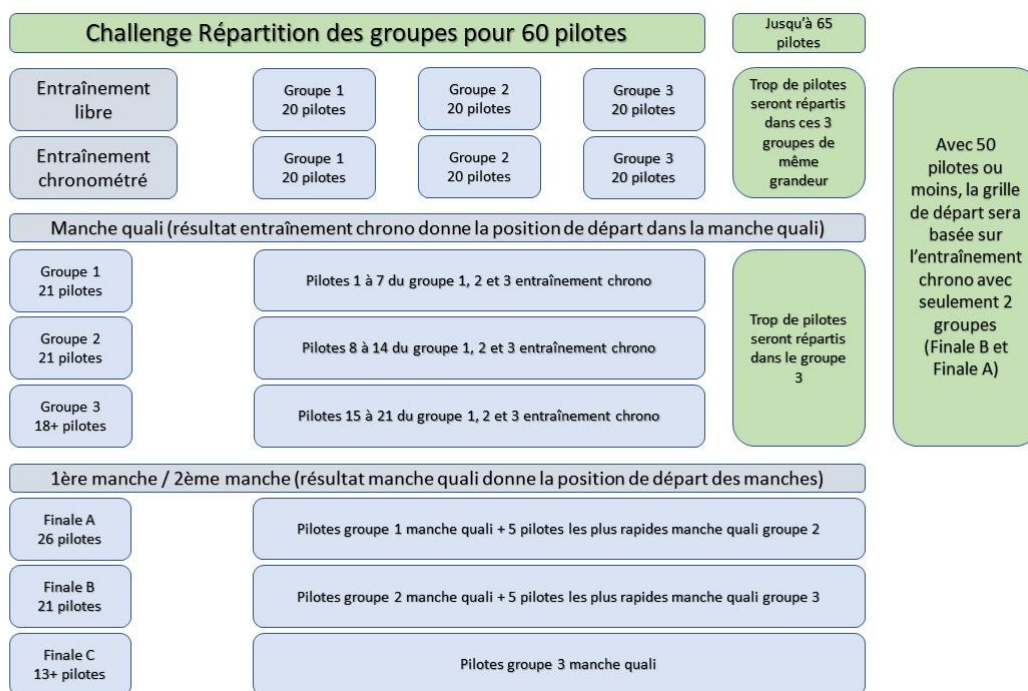 Challenge Répartition des groupes pour 60 pilotes
Jusqu'à 65
pilotes
Entraînement
libre
Groupe 1
20 pilotes
Groupe 2
20 pilotes
Groupe 3
20 pilotes
Trop de pilotes
seront répartis
dans ces 3
groupes de
même
grandeur
Entraînement
chronométré
Groupe 1
20 pilotes
Groupe 2
20 pilotes
Groupe 3
20 pilotes
Avec 50
pilotes ou
moins, la grille
de départ sera
basée sur
l'entraînement
chrono avec
seulement 2
groupes
(Finale B et
Finale A)
Manche quali (résultat entraînement chrono donne la position de départ dans la manche quali)
Groupe 1
21 pilotes
Pilotes 1 à 7 du groupe 1, 2 et 3 entraînement chrono
Groupe 2
21 pilotes
Pilotes 8 à 14 du groupe 1, 2 et 3 entraînement chrono
Groupe 3
18+ pilotes
Pilotes 15 à 21 du groupe 1, 2 et 3 entraînement chrono
Trop de pilotes
seront répartis
dans le groupe
3
1ère manche / 2ème manche (résultat manche quali donne la position de départ des manches)
Finale A
26 pilotes
Pilotes groupe 1 manche quali + 5 pilotes les plus rapides manche quali groupe 2
Finale B
21 pilotes
Pilotes groupe 2 manche quali + 5 pilotes les plus rapides manche quali groupe 3
Finale C
13+ pilotes
Pilotes groupe 3 manche quali